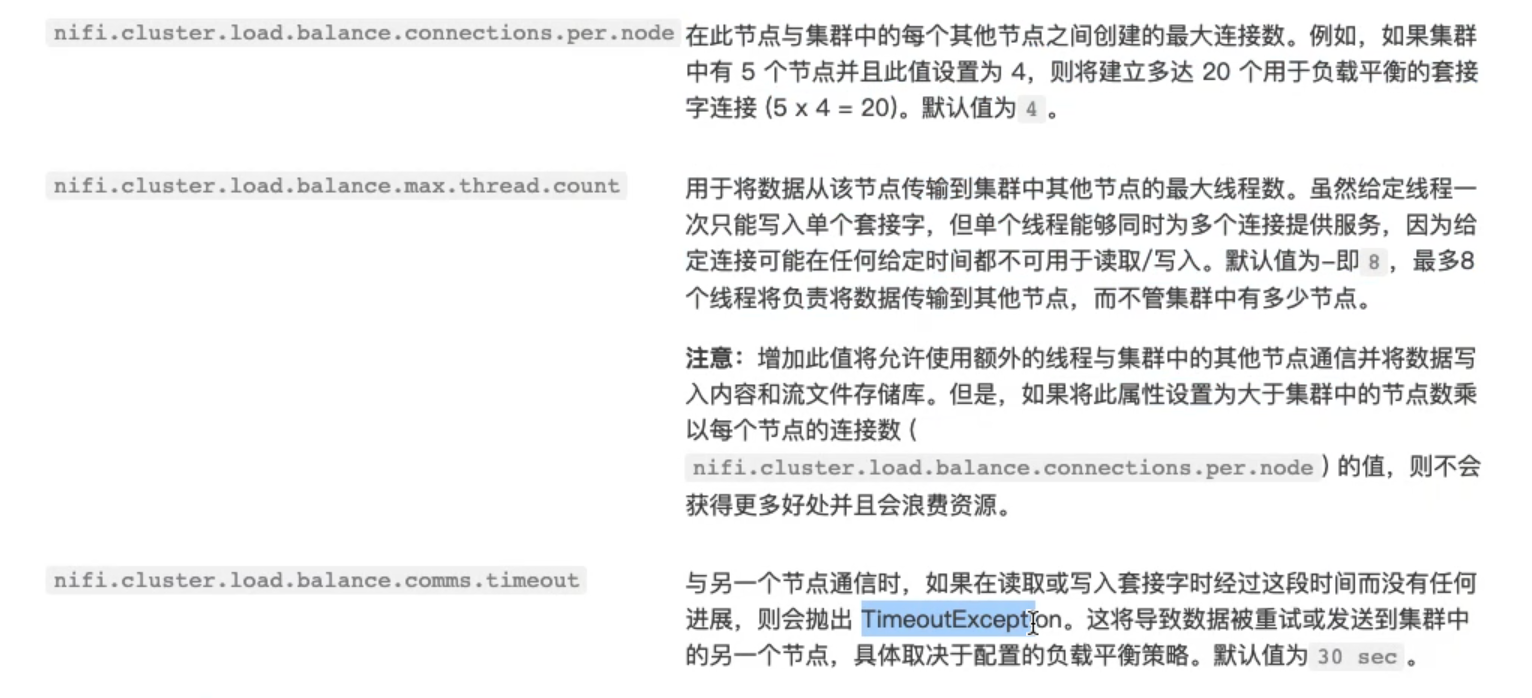 nifi.cluster.load.balance.connections.per.node 在此节点与集群中的每个其他节点之间创建的最大连接数。例如，如果集群
中有 5 个节点并且此值设置为 4，则将建立多达 20 个用于负载平衡的套接
字连接 (5 x 4 = 20)。默认值为 4 。
nifi.cluster.load.balance.max.thread.count 用于将数据从该节点传输到集群中其他节点的最大线程数。虽然给定线程一
次只能写入单个套接字，但单个线程能够同时为多个连接提供服务，因为给
定连接可能在任何给定时间都不可用于读取/写入。默认值为–即 8 ，最多8
个线程将负责将数据传输到其他节点，而不管集群中有多少节点。
注意：增加此值将允许使用额外的线程与集群中的其他节点通信并将数据写
入内容和流文件存储库。但是，如果将此属性设置为大于集群中的节点数乘
以每个节点的连接数 (
nifi.cluster.load.balance.connections.per.node ) 的值，则不会
获得更多好处并且会浪费资源。
nifi.cluster.load.balance.comms.timeout 与另一个节点通信时，如果在读取或写入套接字时经过这段时间而没有任何
进展，则会抛出 TimeoutException。这将导致数据被重试或发送到集群中
的另一个节点，具体取决于配置的负载平衡策略。默认值为 30 sec 。